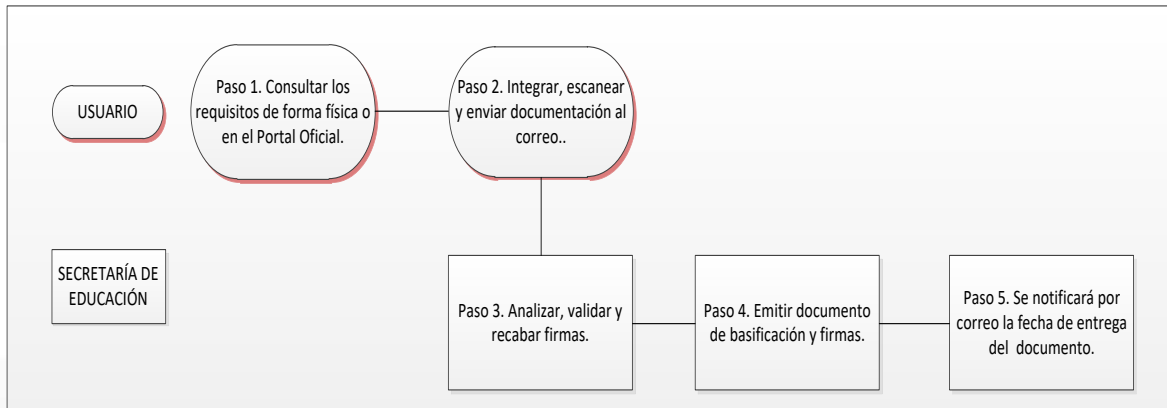 USUARIO
Paso 1. Consultar los
requisitos de forma física o
en el Portal Oficial.
Paso 2. Integrar, escanear
y enviar documentación al
correo..
SECRETARÍA DE
EDUCACIÓN
Paso 3. Analizar, validar y
recabar firmas.
Paso 4. Emitir documento
de basificación y firmas.
Paso 5. Se notificará por
correo la fecha de entrega
del documento.